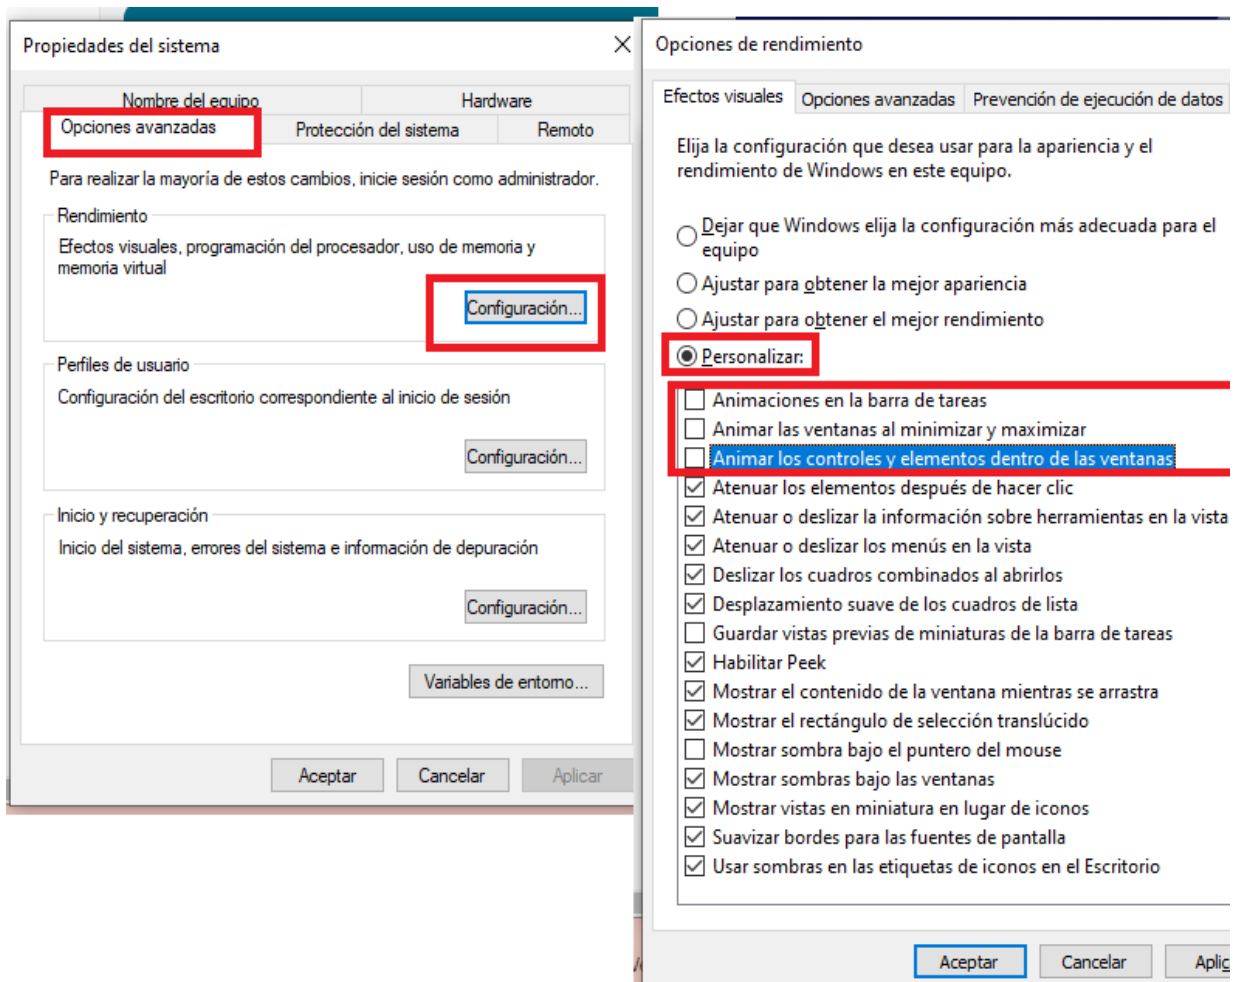 Propiedades del sistema
Nombre del equipo
Hardware
Opciones avanzadas
Protección del sistema
Remoto
Para realizar la mayoría de estos cambios, inicie sesión como administrador.
Rendimiento
Efectos visuales, programación del procesador, uso de memoria y
memoria virtual
Configuración...
Perfiles de usuario
Configuración del escritorio correspondiente al inicio de sesión
Configuración...
Inicio y recuperación
Inicio del sistema, errores del sistema e información de depuración
Configuración...
Variables de entorno...
Aceptar
Cancelar
Aplicar
Opciones de rendimiento
Efectos visuales
Opciones avanzadas
Prevención de ejecución de datos
Elija la configuración que desea usar para la apariencia y el
rendimiento de Windows en este equipo.
Dejar que Windows elija la configuración más adecuada para el
equipo
Ajustar para obtener la mejor apariencia
Ajustar para obtener el mejor rendimiento
Personalizar:
Animaciones en la barra de tareas
Animar las ventanas al minimizar y maximizar
Animar los controles y elementos dentro de las ventanas
Atenuar los elementos después de hacer clic
Atenuar o deslizar la información sobre herramientas en la vista
Atenuar o deslizar los menús en la vista
Deslizar los cuadros combinados al abrirlos
Desplazamiento suave de los cuadros de lista
Guardar vistas previas de miniaturas de la barra de tareas
Habilitar Peek
Mostrar el contenido de la ventana mientras se arrastra
Mostrar el rectángulo de selección translúcido
Mostrar sombra bajo el puntero del mouse
Mostrar sombras bajo las ventanas
Mostrar vistas en miniatura en lugar de iconos
Suavizar bordes para las fuentes de pantalla
Usar sombras en las etiquetas de iconos en el Escritorio
Aceptar
Cancelar